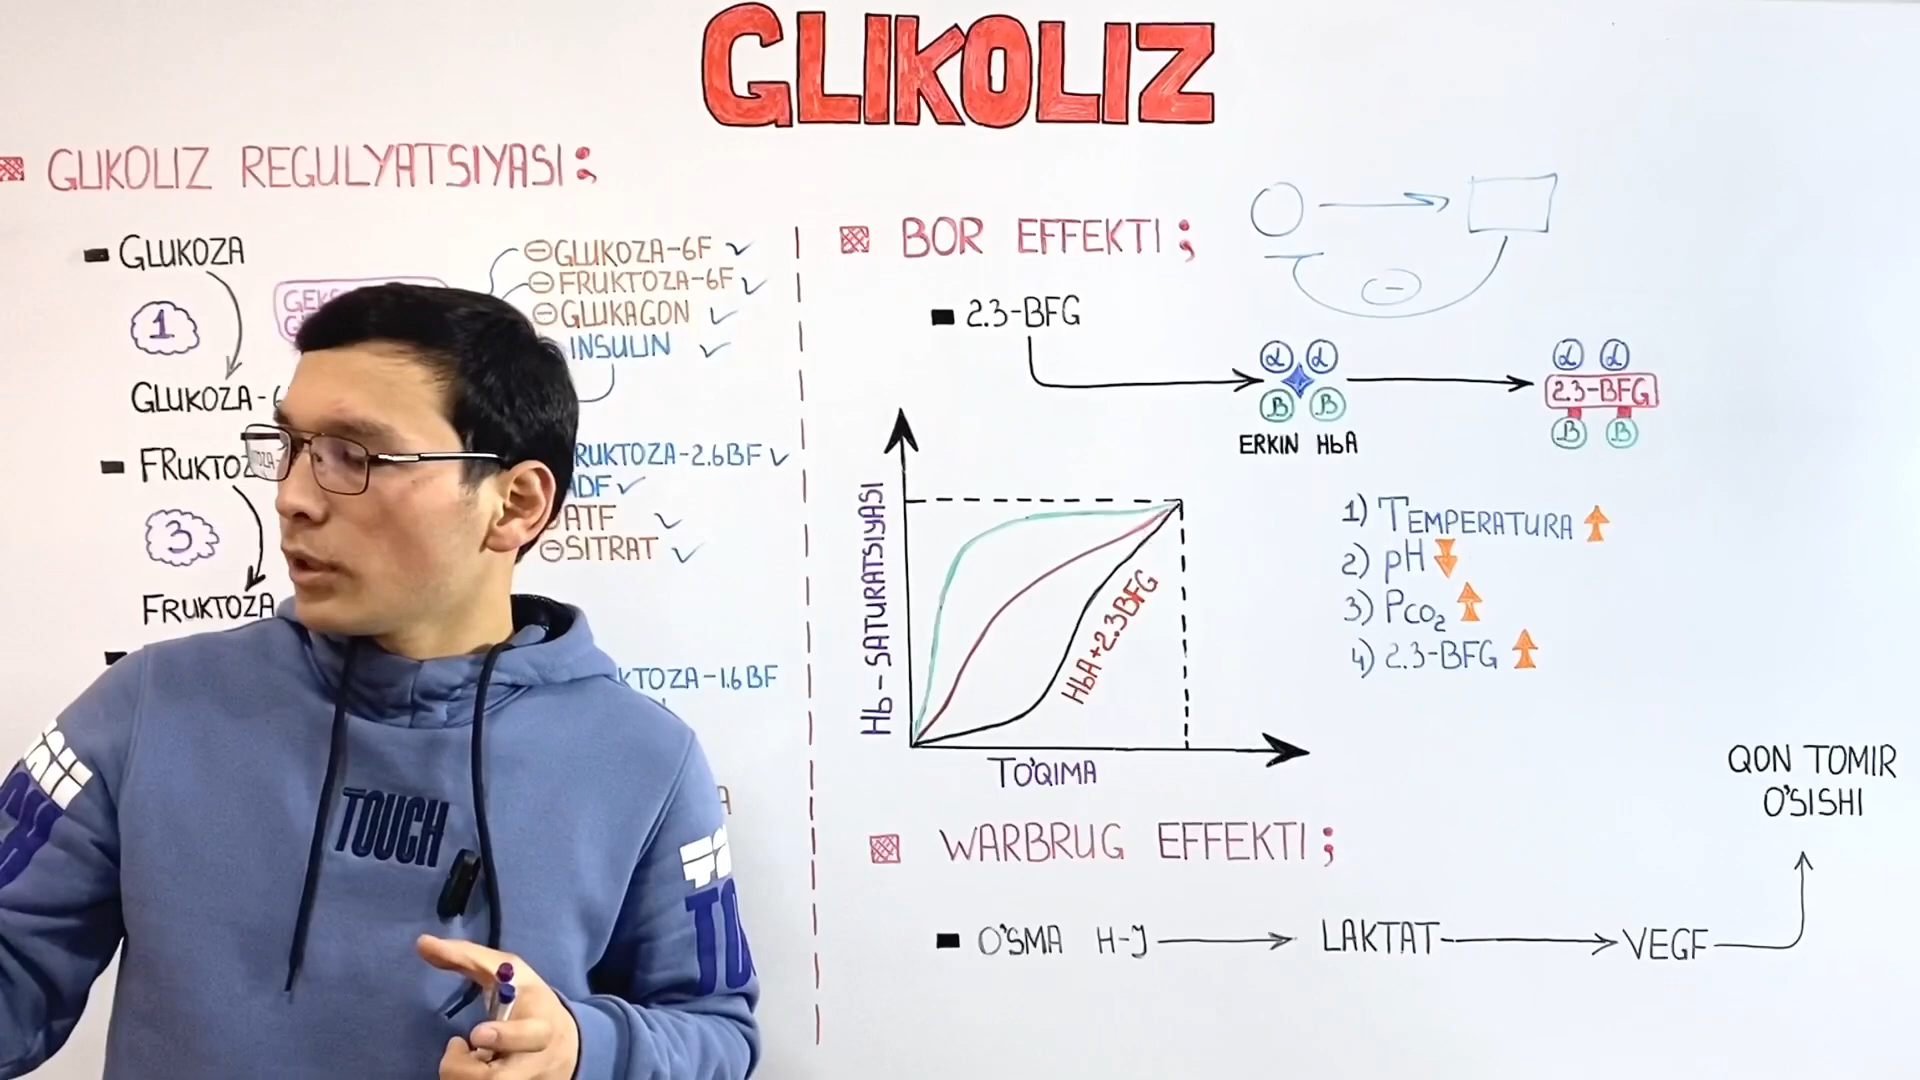 GLIKOLIZ
GLIKOLIZ REGULYATSIYASI:
GLUKOZA
1
GLUKOZA-6
⊖GLUKOZA-6F ✓
⊖FRUKTOZA-6F ✓
⊖GLUKAGON ✓
INSULIN ✓
3
FRUKTOZA
RUKTOZA-2.6BF ✓
ADF ✓
ATF ✓
⊖SITRAT ✓
KTOZA-1.6BF
BOR EFFEKTI;
2.3-BFG
α α
B B
ERKIN HbA
α α
2.3-BFG
B B
Hb-SATURATSIYASI
HbA+2.3BFG
TO'QIMA
1) TEMPERATURA ↑
2) pH ↓
3) PCO₂ ↑
4) 2.3-BFG ↑
WARBRUG EFFEKTI;
O'SMA H-J → LAKTAT → VEGF
QON TOMIR
O'SISHI
TOUCH